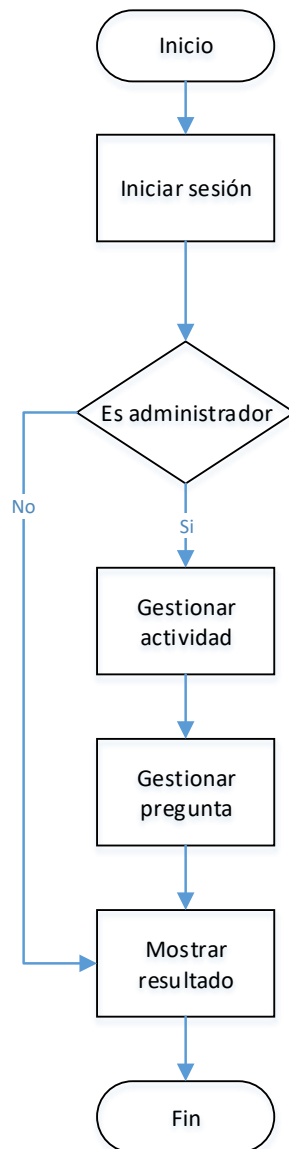 Inicio
Iniciar sesión
Es administrador
No
Si
Gestionar
actividad
Gestionar
pregunta
Mostrar
resultado
Fin